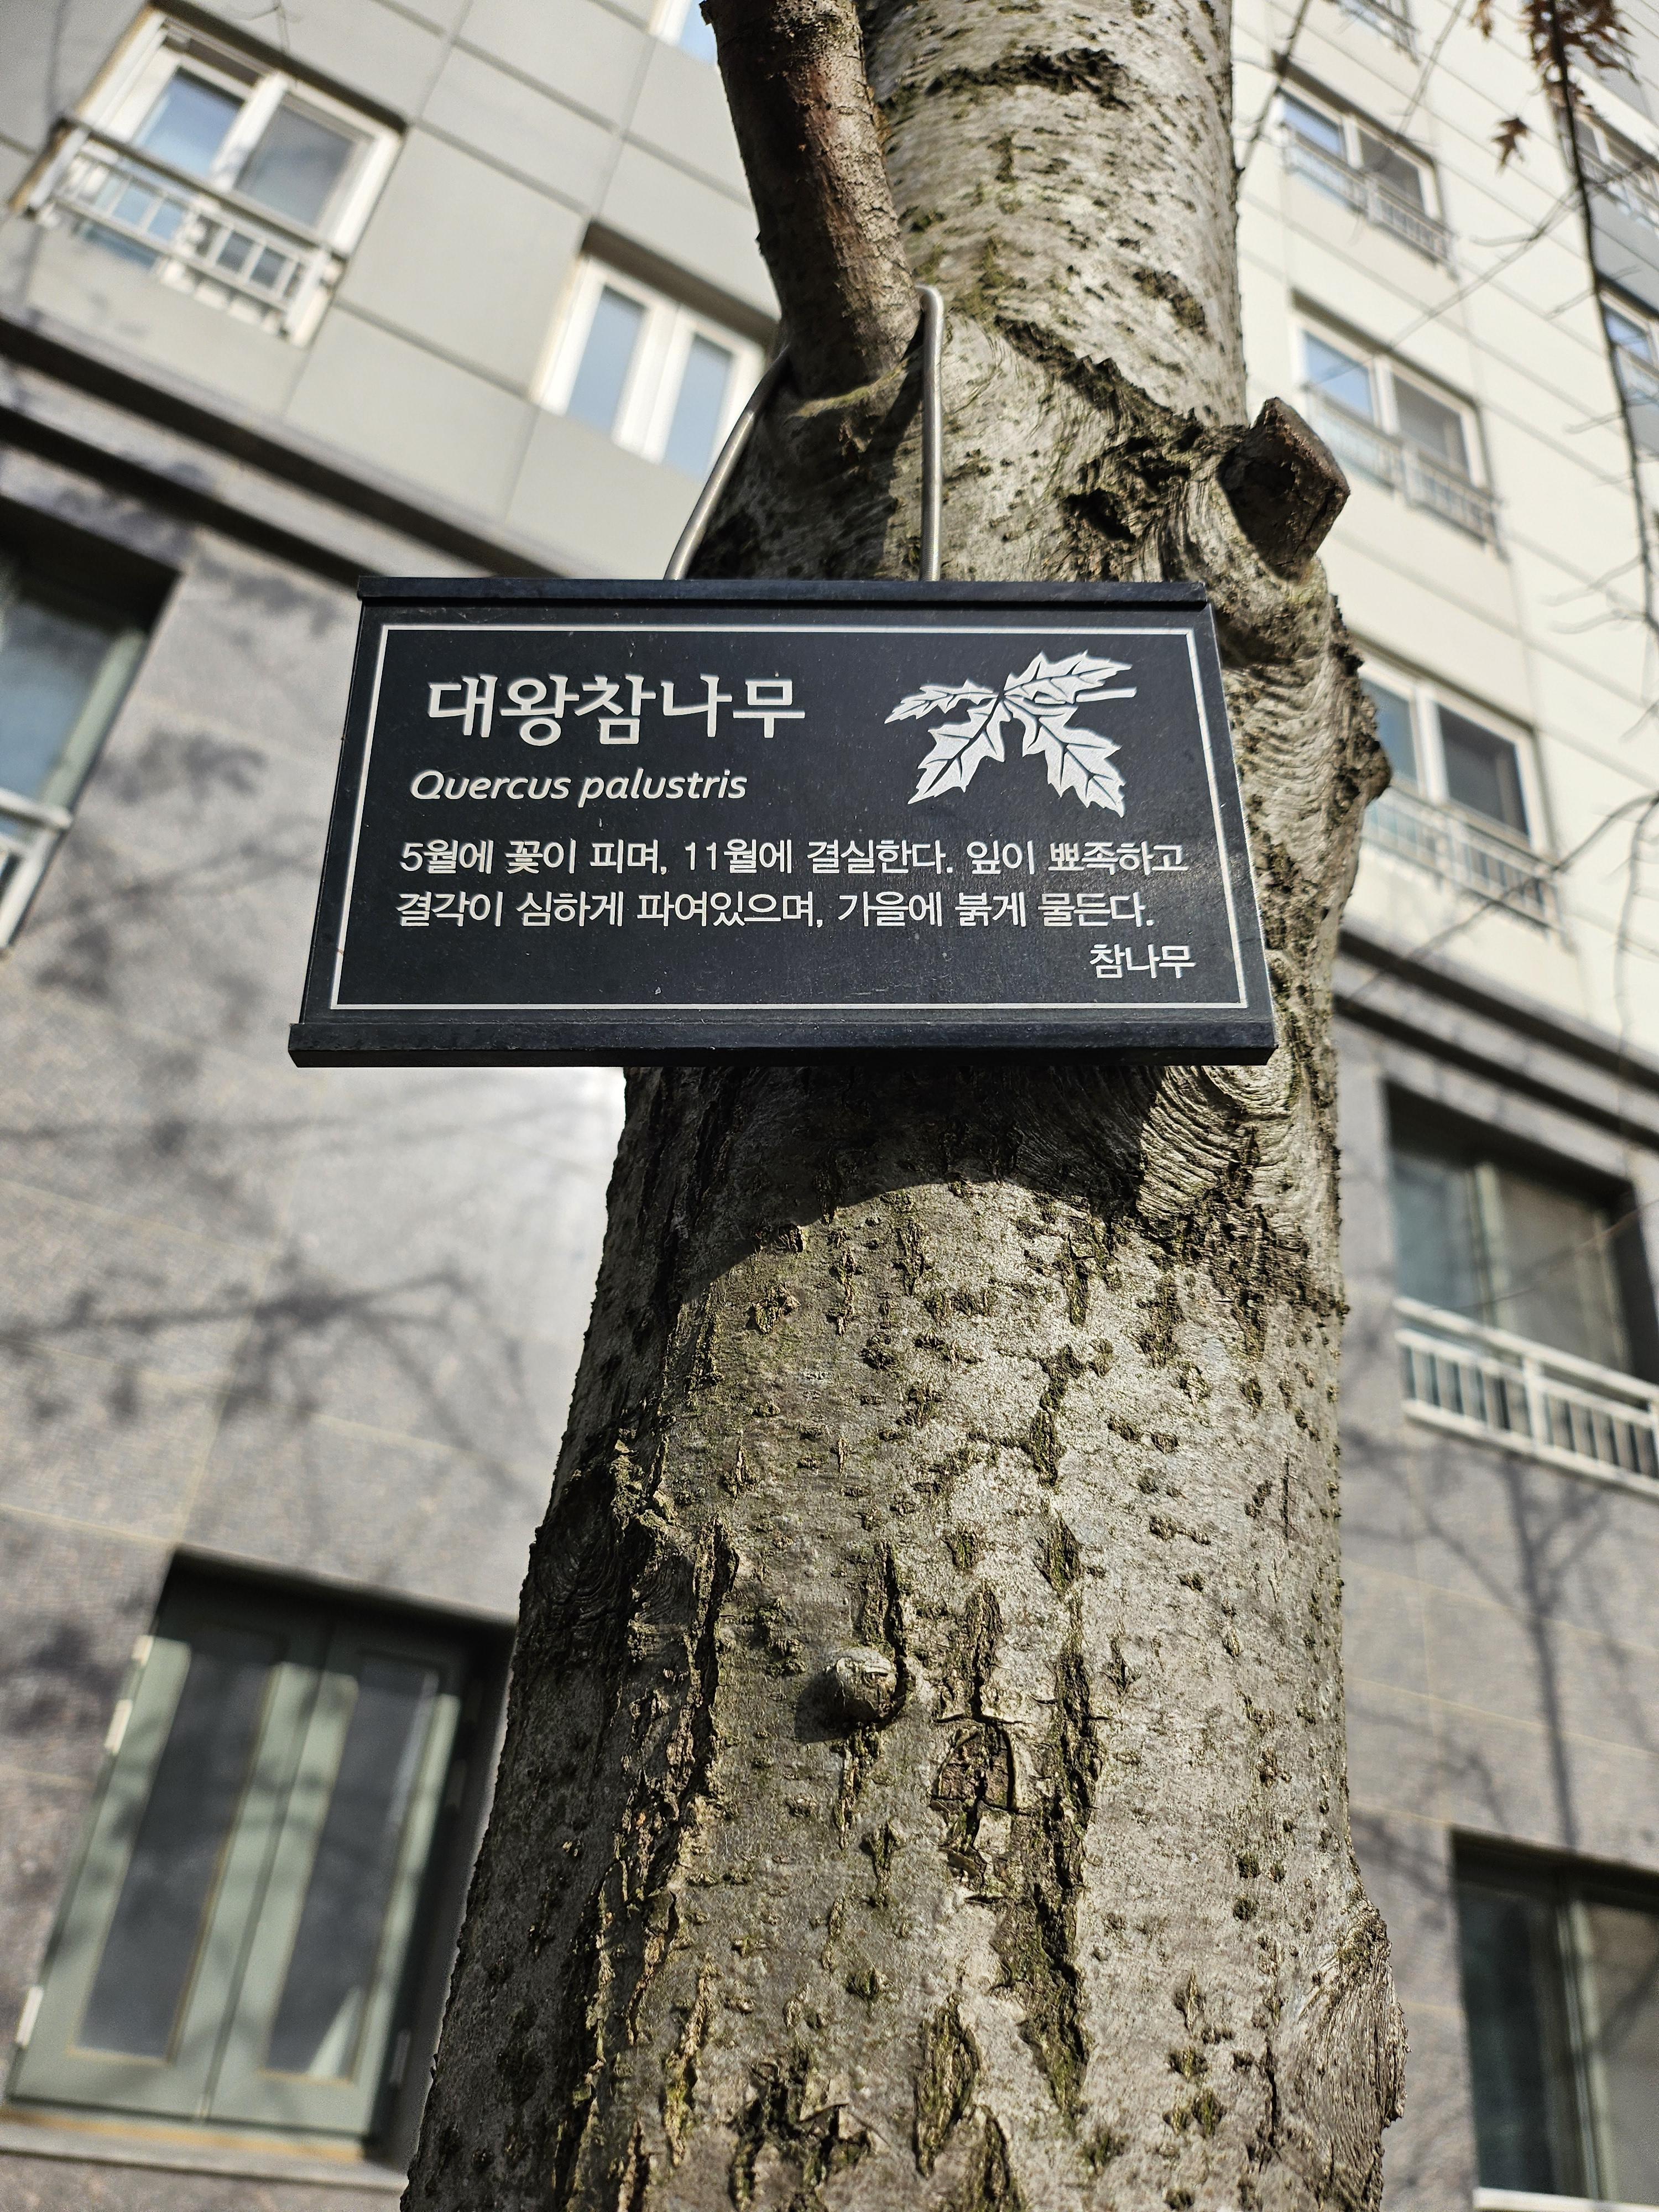 대왕참나무
Quercus palustris
5월에 꽃이 피며, 11월에 결실한다. 잎이 뾰족하고
결각이 심하게 파여있으며, 가을에 붉게 물든다.
참나무